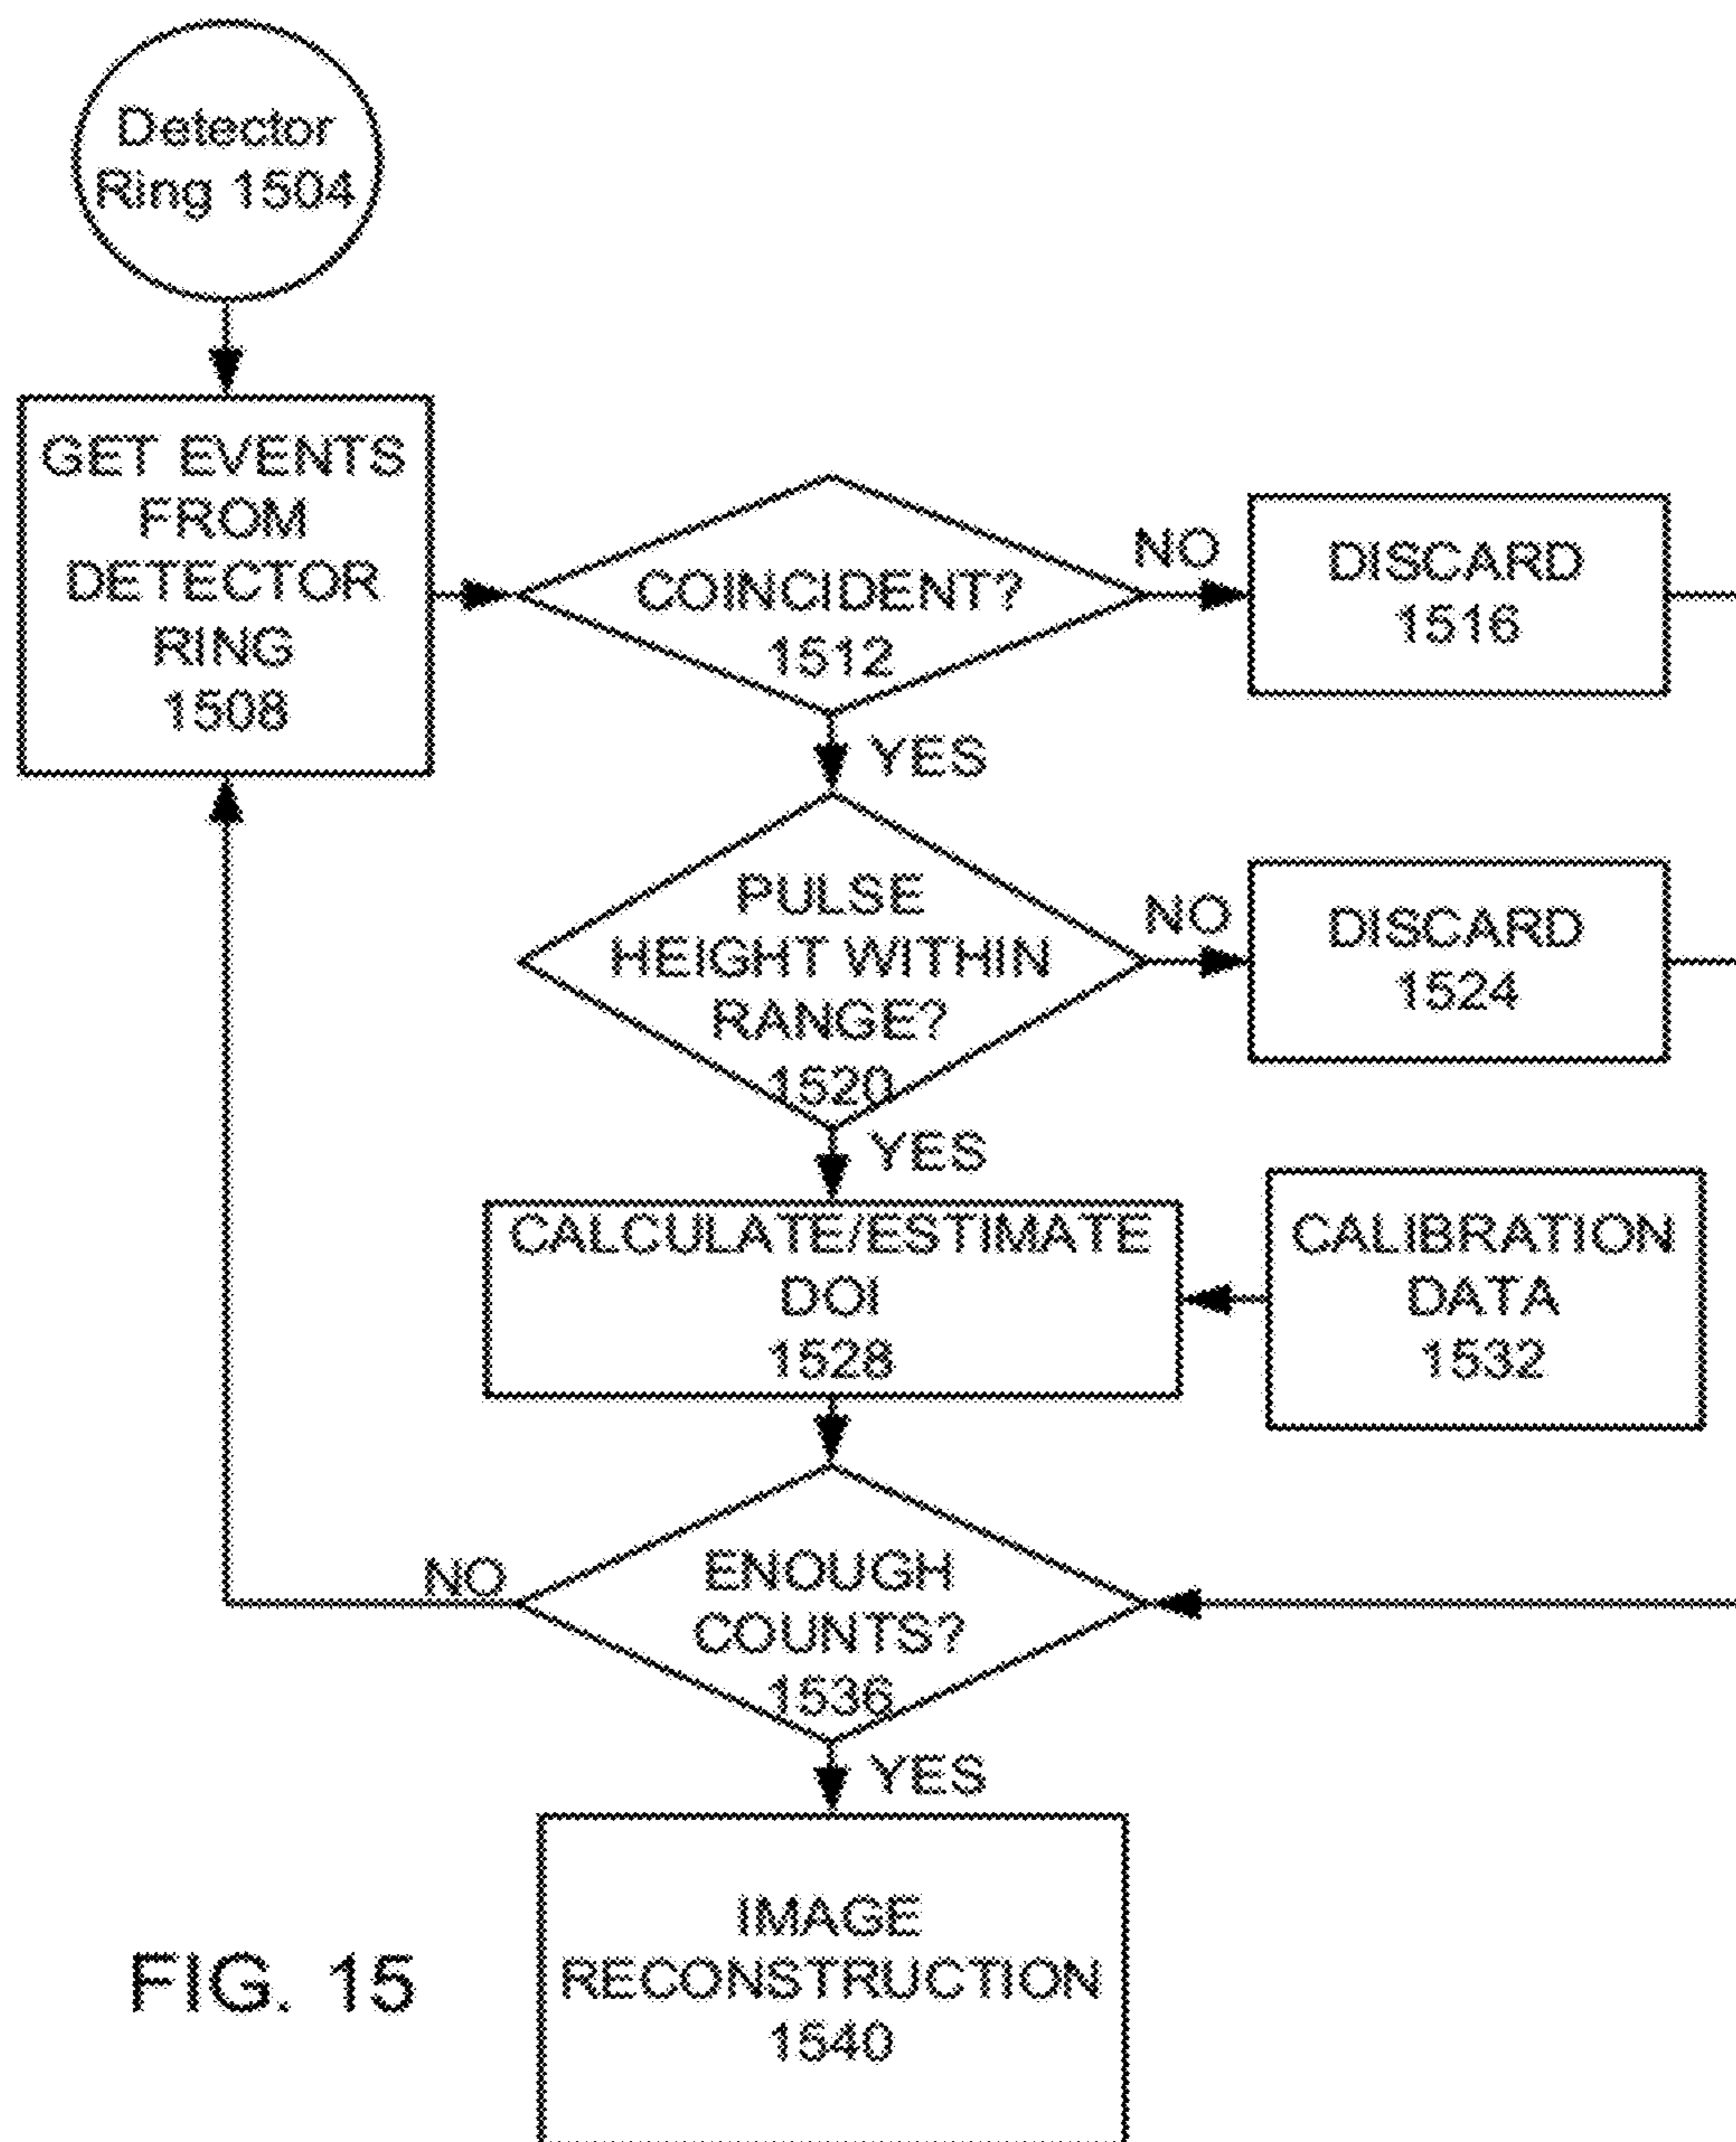 Detector
Ring 1504
GET EVENTS
FROM
DETECTOR
RING
1508
COINCIDENT?
1512
NO
DISCARD
1516
YES
PULSE
HEIGHT WITHIN
RANGE?
1520
NO
DISCARD
1524
YES
CALCULATE/ESTIMATE
DOI
1528
CALIBRATION
DATA
1532
NO
ENOUGH
COUNTS?
1536
YES
IMAGE
RECONSTRUCTION
1540
FIG. 15